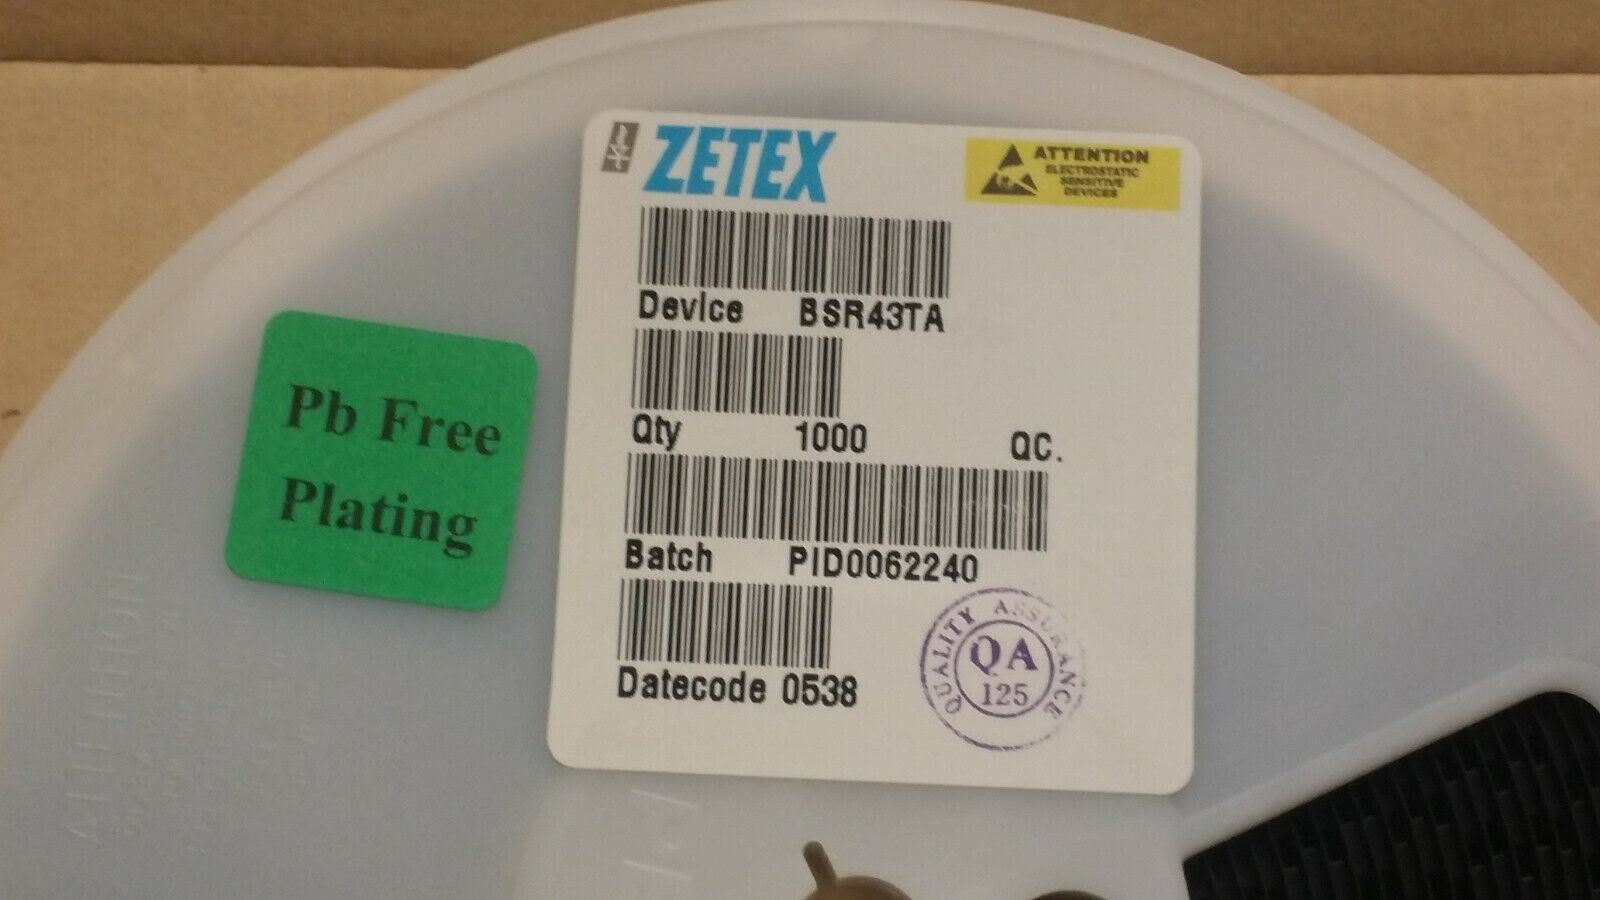 ZETEX
ATTENTION
ELECTROSTATIC
SENSITIVE
DEVICES
Device BSR43TA
Qty 1000 QC.
Batch PID0062240
Datecode 0538
QUALITY ASSURANCE
QA
125
Pb Free
Plating
ATTENTION